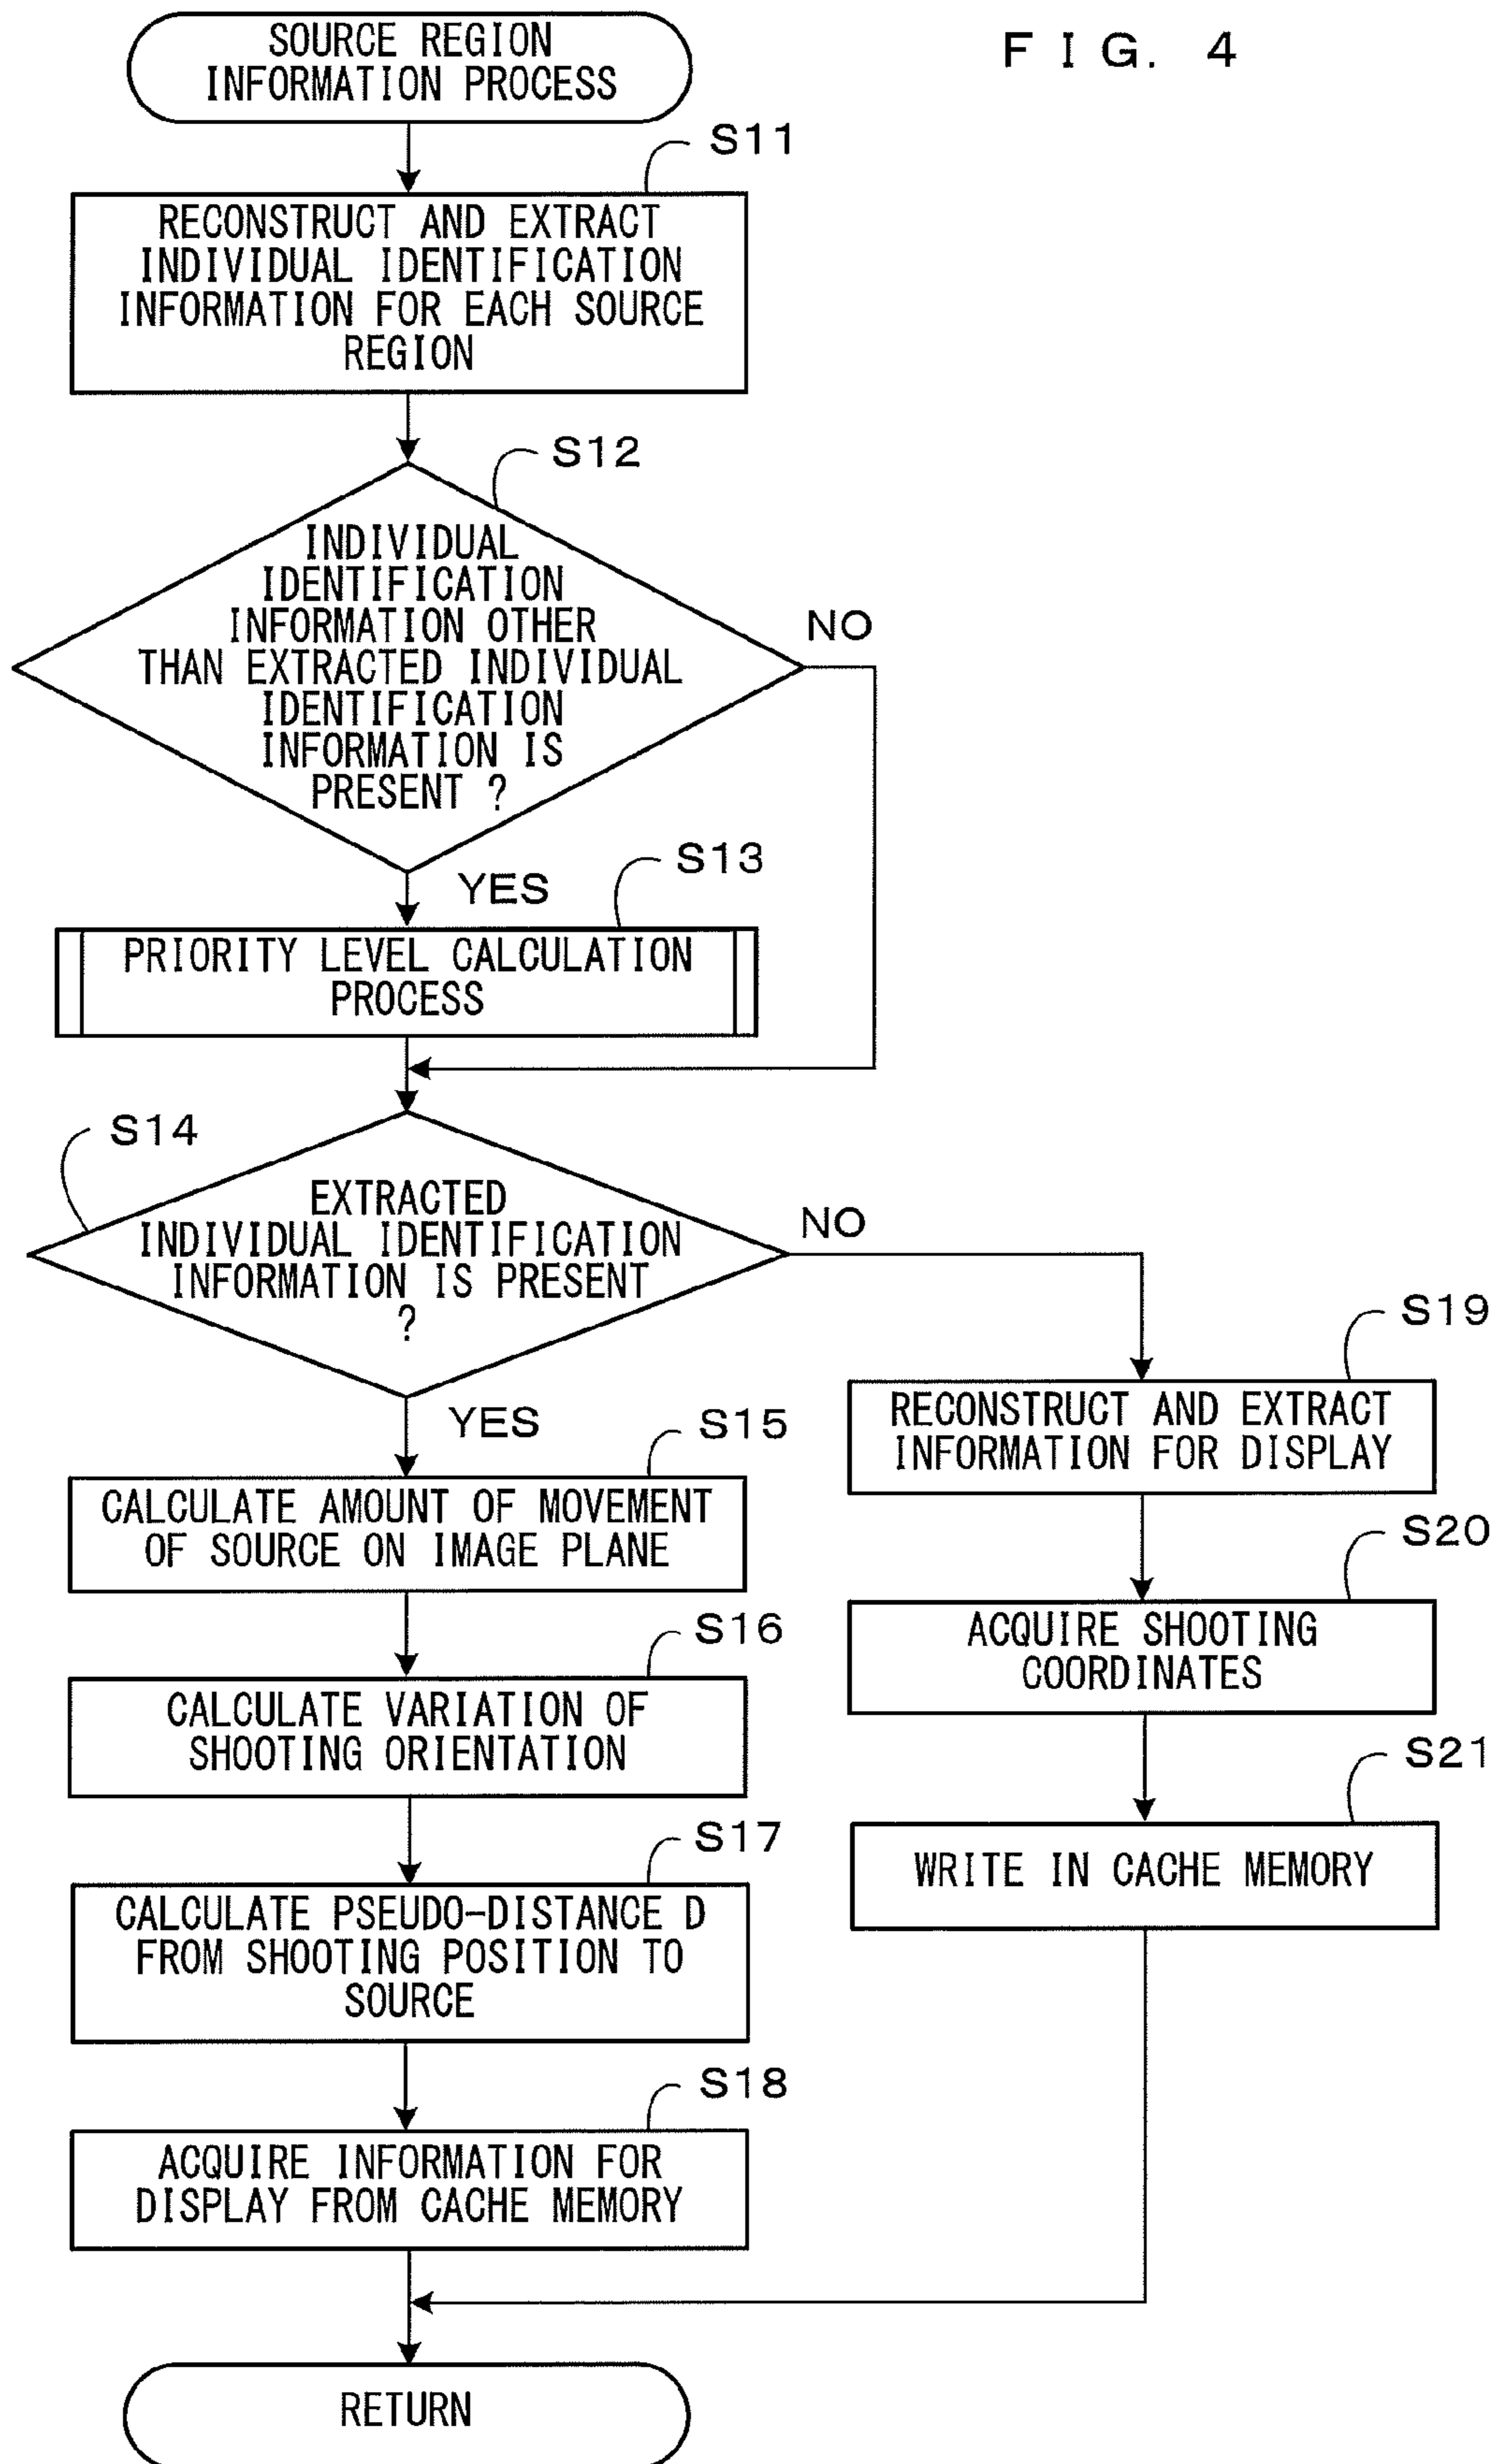 F I G. 4
SOURCE REGION
INFORMATION PROCESS
S11
RECONSTRUCT AND EXTRACT
INDIVIDUAL IDENTIFICATION
INFORMATION FOR EACH SOURCE
REGION
S12
INDIVIDUAL
IDENTIFICATION
INFORMATION OTHER
THAN EXTRACTED INDIVIDUAL
IDENTIFICATION
INFORMATION IS
PRESENT ?
NO
YES
S13
PRIORITY LEVEL CALCULATION
PROCESS
S14
EXTRACTED
INDIVIDUAL IDENTIFICATION
INFORMATION IS PRESENT
?
NO
YES
S15
CALCULATE AMOUNT OF MOVEMENT
OF SOURCE ON IMAGE PLANE
S16
CALCULATE VARIATION OF
SHOOTING ORIENTATION
S17
CALCULATE PSEUDO-DISTANCE D
FROM SHOOTING POSITION TO
SOURCE
S18
ACQUIRE INFORMATION FOR
DISPLAY FROM CACHE MEMORY
S19
RECONSTRUCT AND EXTRACT
INFORMATION FOR DISPLAY
S20
ACQUIRE SHOOTING
COORDINATES
S21
WRITE IN CACHE MEMORY
RETURN